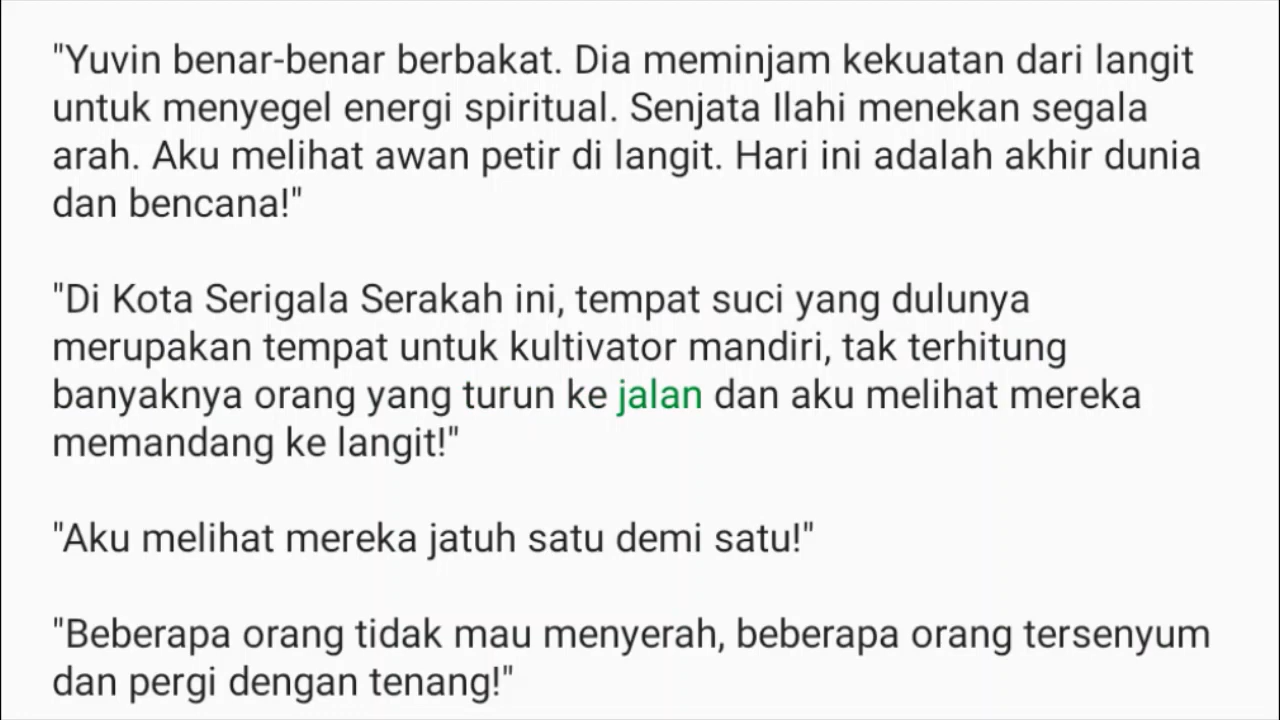 "Yuvin benar-benar berbakat. Dia meminjam kekuatan dari langit
untuk menyegel energi spiritual. Senjata Ilahi menekan segala
arah. Aku melihat awan petir di langit. Hari ini adalah akhir dunia
dan bencana!"
"Di Kota Serigala Serakah ini, tempat suci yang dulunya
merupakan tempat untuk kultivator mandiri, tak terhitung
banyaknya orang yang turun ke jalan dan aku melihat mereka
memandang ke langit!"
"Aku melihat mereka jatuh satu demi satu!"
"Beberapa orang tidak mau menyerah, beberapa orang tersenyum
dan pergi dengan tenang!"